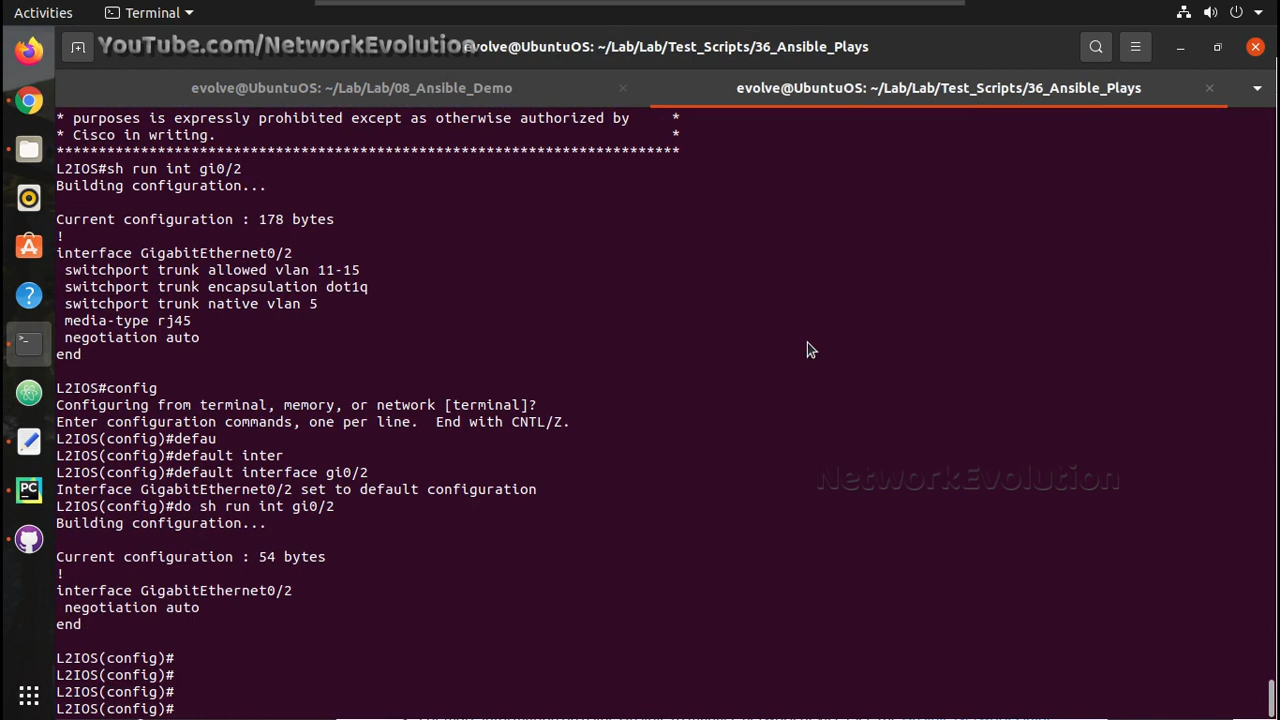 Activities
Terminal
YouTube.com/NetworkEvolution
evolve@UbuntuOS: ~/Lab/Lab/Test_Scripts/36_Ansible_Plays
evolve@UbuntuOS: ~/Lab/Lab/08_Ansible_Demo
evolve@UbuntuOS: ~/Lab/Lab/Test_Scripts/36_Ansible_Plays
* purposes is expressly prohibited except as otherwise authorized by     *
* Cisco in writing.                                                      *
**************************************************************************
L2IOS#sh run int gi0/2
Building configuration...
Current configuration : 178 bytes
!
interface GigabitEthernet0/2
 switchport trunk allowed vlan 11-15
 switchport trunk encapsulation dot1q
 switchport trunk native vlan 5
 media-type rj45
 negotiation auto
end
L2IOS#config
Configuring from terminal, memory, or network [terminal]?
Enter configuration commands, one per line.  End with CNTL/Z.
L2IOS(config)#defau
L2IOS(config)#default inter
L2IOS(config)#default interface gi0/2
Interface GigabitEthernet0/2 set to default configuration
L2IOS(config)#do sh run int gi0/2
Building configuration...
Current configuration : 54 bytes
!
interface GigabitEthernet0/2
 negotiation auto
end
L2IOS(config)#
L2IOS(config)#
L2IOS(config)#
L2IOS(config)#
NetworkEvolution
PC